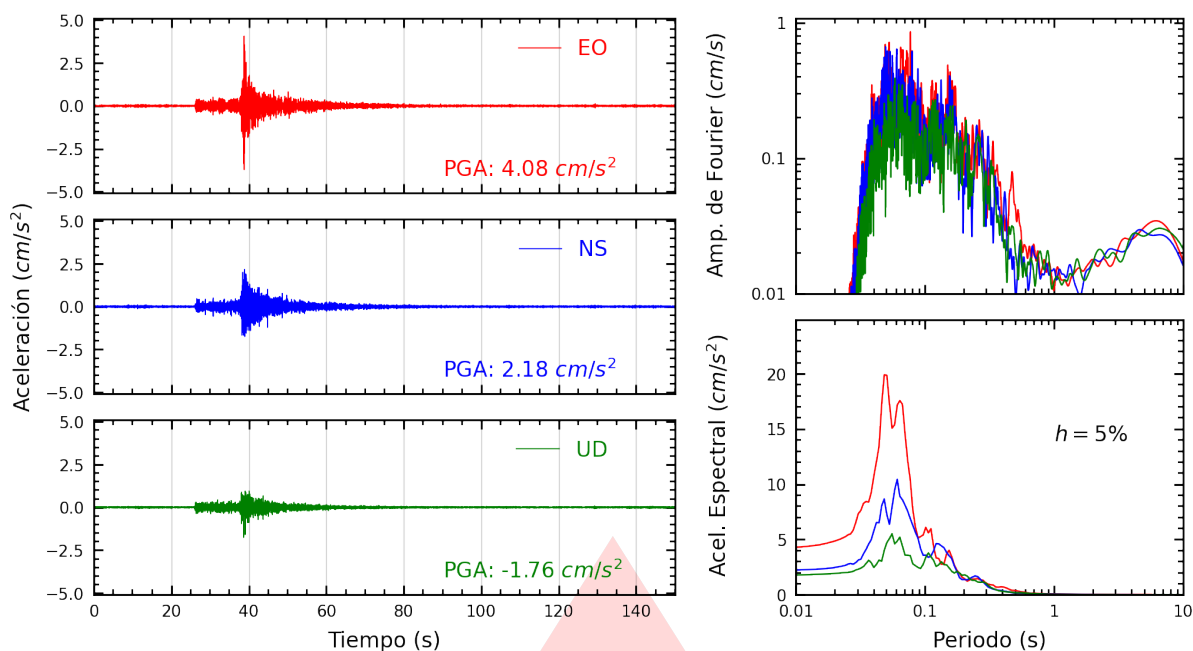 Aceleración (cm/s²)
5.0
2.5
0.0
−2.5
−5.0
EO
PGA: 4.08 cm/s²
5.0
2.5
0.0
−2.5
−5.0
NS
PGA: 2.18 cm/s²
5.0
2.5
0.0
−2.5
−5.0
UD
PGA: -1.76 cm/s²
0 20 40 60 80 100 120 140
Tiempo (s)
Amp. de Fourier (cm/s)
1
0.1
0.01
Acel. Espectral (cm/s²)
20
15
10
5
0
h = 5%
0.01 0.1 1 10
Periodo (s)